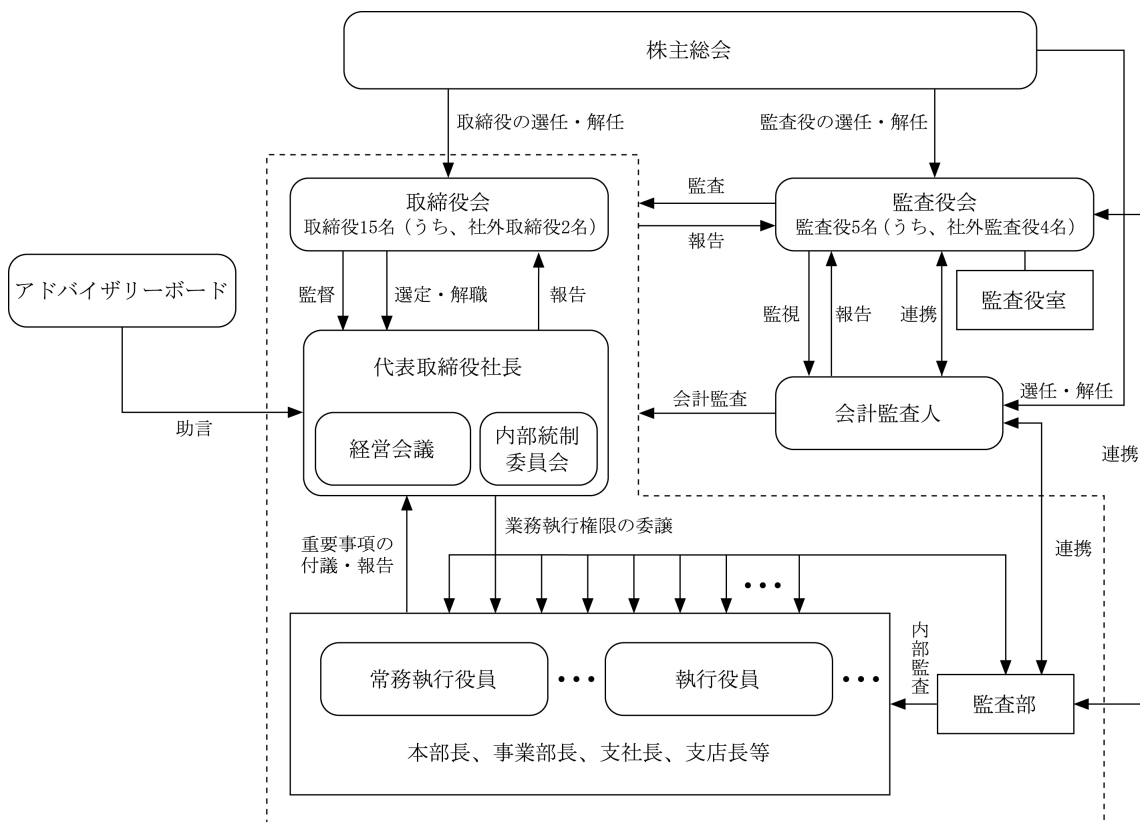 株主総会
取締役の選任・解任
監査役の選任・解任
取締役会
取締役15名（うち、社外取締役2名）
監査
報告
監査役会
監査役5名（うち、社外監査役4名）
アドバイザリーボード
監督
選定・解職
報告
監視
報告
連携
監査役室
代表取締役社長
助言
経営会議
内部統制
委員会
会計監査
会計監査人
選任・解任
連携
重要事項の
付議・報告
業務執行権限の委譲
連携
•••
常務執行役員
•••
執行役員
•••
内部監査
監査部
本部長、事業部長、支社長、支店長等